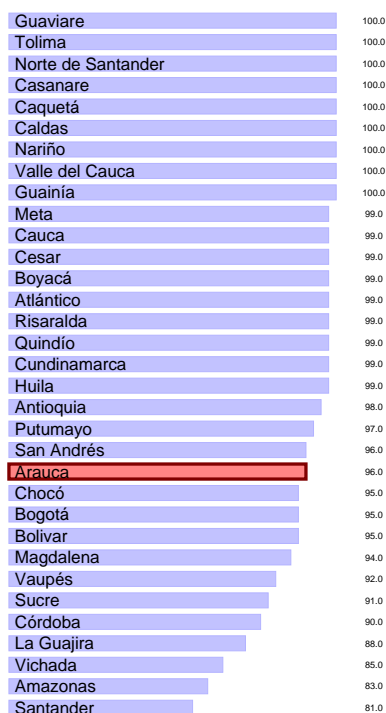 Guaviare 100.0
Tolima 100.0
Norte de Santander 100.0
Casanare 100.0
Caquetá 100.0
Caldas 100.0
Nariño 100.0
Valle del Cauca 100.0
Guainía 100.0
Meta 99.0
Cauca 99.0
Cesar 99.0
Boyacá 99.0
Atlántico 99.0
Risaralda 99.0
Quindío 99.0
Cundinamarca 99.0
Huila 99.0
Antioquia 98.0
Putumayo 97.0
San Andrés 96.0
Arauca 96.0
Chocó 95.0
Bogotá 95.0
Bolivar 95.0
Magdalena 94.0
Vaupés 92.0
Sucre 91.0
Córdoba 90.0
La Guajira 88.0
Vichada 85.0
Amazonas 83.0
Santander 81.0